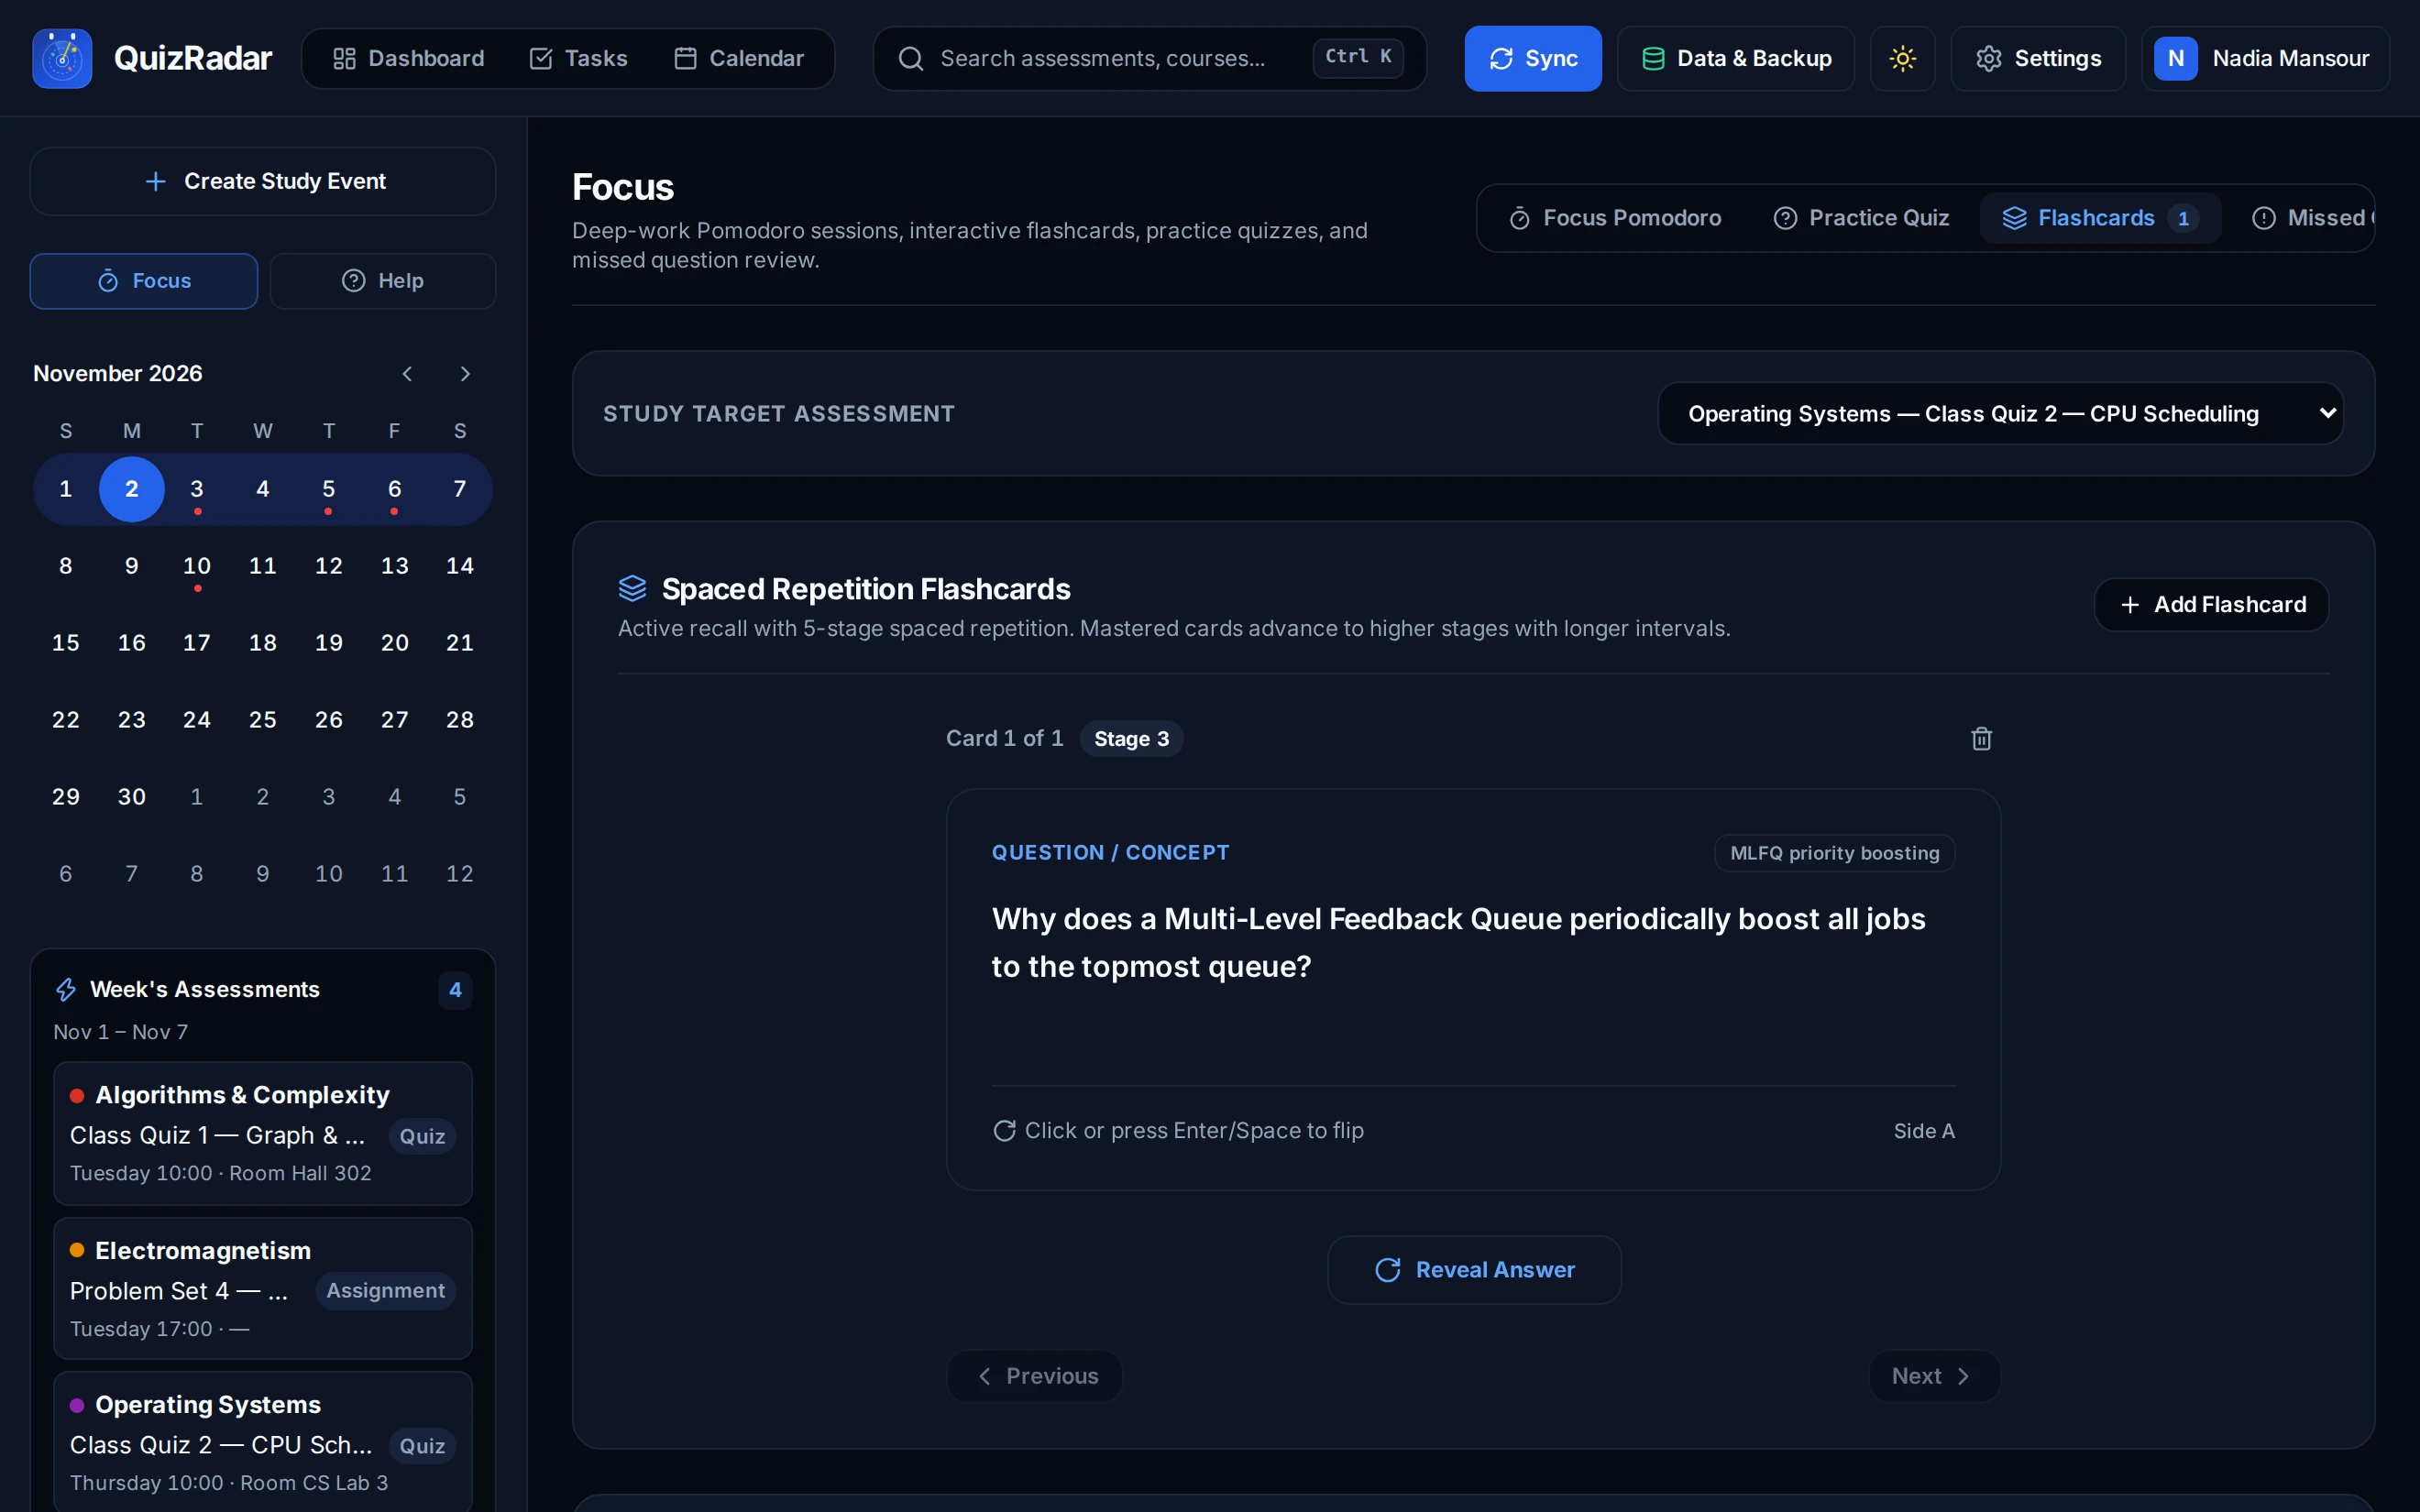 QuizRadar
Dashboard
Tasks
Calendar
Search assessments, courses...
Ctrl K
Sync
Data & Backup
Settings
N
Nadia Mansour
Create Study Event
Focus
Help
November 2026
S M T W T F S
1 2 3 4 5 6 7
8 9 10 11 12 13 14
15 16 17 18 19 20 21
22 23 24 25 26 27 28
29 30 1 2 3 4 5
6 7 8 9 10 11 12
Week's Assessments
4
Nov 1 – Nov 7
Algorithms & Complexity
Class Quiz 1 — Graph & ...
Quiz
Tuesday 10:00 · Room Hall 302
Electromagnetism
Problem Set 4 — ...
Assignment
Tuesday 17:00 · —
Operating Systems
Class Quiz 2 — CPU Sch...
Quiz
Thursday 10:00 · Room CS Lab 3
Focus
Deep-work Pomodoro sessions, interactive flashcards, practice quizzes, and
missed question review.
Focus Pomodoro
Practice Quiz
Flashcards
1
Missed
STUDY TARGET ASSESSMENT
Operating Systems — Class Quiz 2 — CPU Scheduling
Spaced Repetition Flashcards
Active recall with 5-stage spaced repetition. Mastered cards advance to higher stages with longer intervals.
Add Flashcard
Card 1 of 1
Stage 3
QUESTION / CONCEPT
MLFQ priority boosting
Why does a Multi-Level Feedback Queue periodically boost all jobs
to the topmost queue?
Click or press Enter/Space to flip
Side A
Reveal Answer
Previous
Next